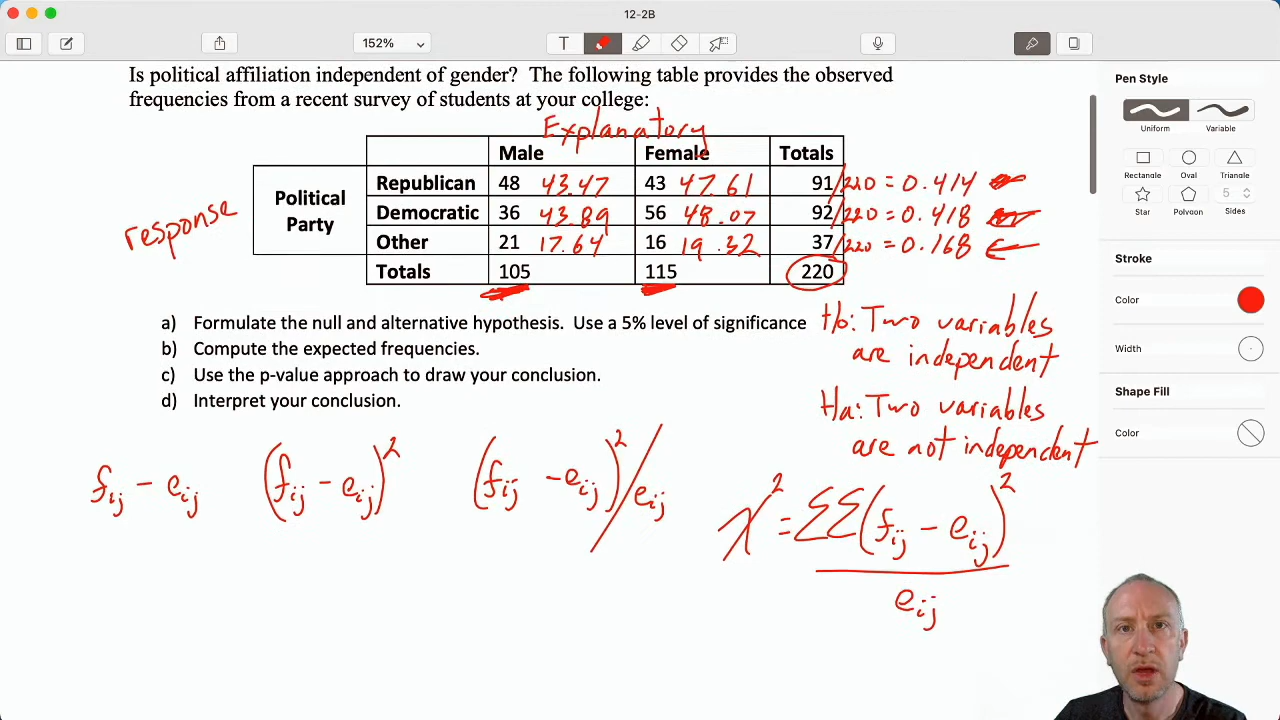 12-2B
152%
T
Is political affiliation independent of gender? The following table provides the observed
frequencies from a recent survey of students at your college:
Explanatory
Male Female Totals
response
Political Party
Republican 48 43.47 43 47.61 91 /220 = 0.414
Democratic 36 43.89 56 48.07 92 /220 = 0.418
Other 21 17.64 16 19.32 37 /220 = 0.168
Totals 105 115 220
a) Formulate the null and alternative hypothesis. Use a 5% level of significance
b) Compute the expected frequencies.
c) Use the p-value approach to draw your conclusion.
d) Interpret your conclusion.
Ho: Two variables
are independent
Ha: Two variables
are not independent
fij - eij (fij - eij)² (fij - eij)²/eij
χ² = ΣΣ(fij - eij)²
eij
Pen Style
Uniform Variable
Rectangle Oval Triangle
Star Polygon 5 Sides
Stroke
Color
Width
Shape Fill
Color